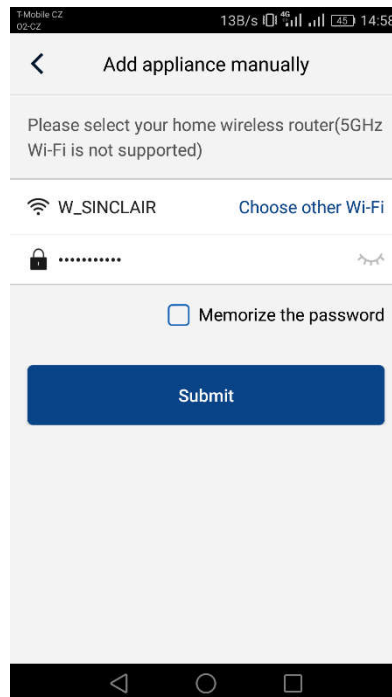 T-Mobile CZ
O2-CZ
13B/s 4G 45 14:58
Add appliance manually
Please select your home wireless router(5GHz
Wi-Fi is not supported)
W_SINCLAIR Choose other Wi-Fi
•••••••••••
Memorize the password
Submit